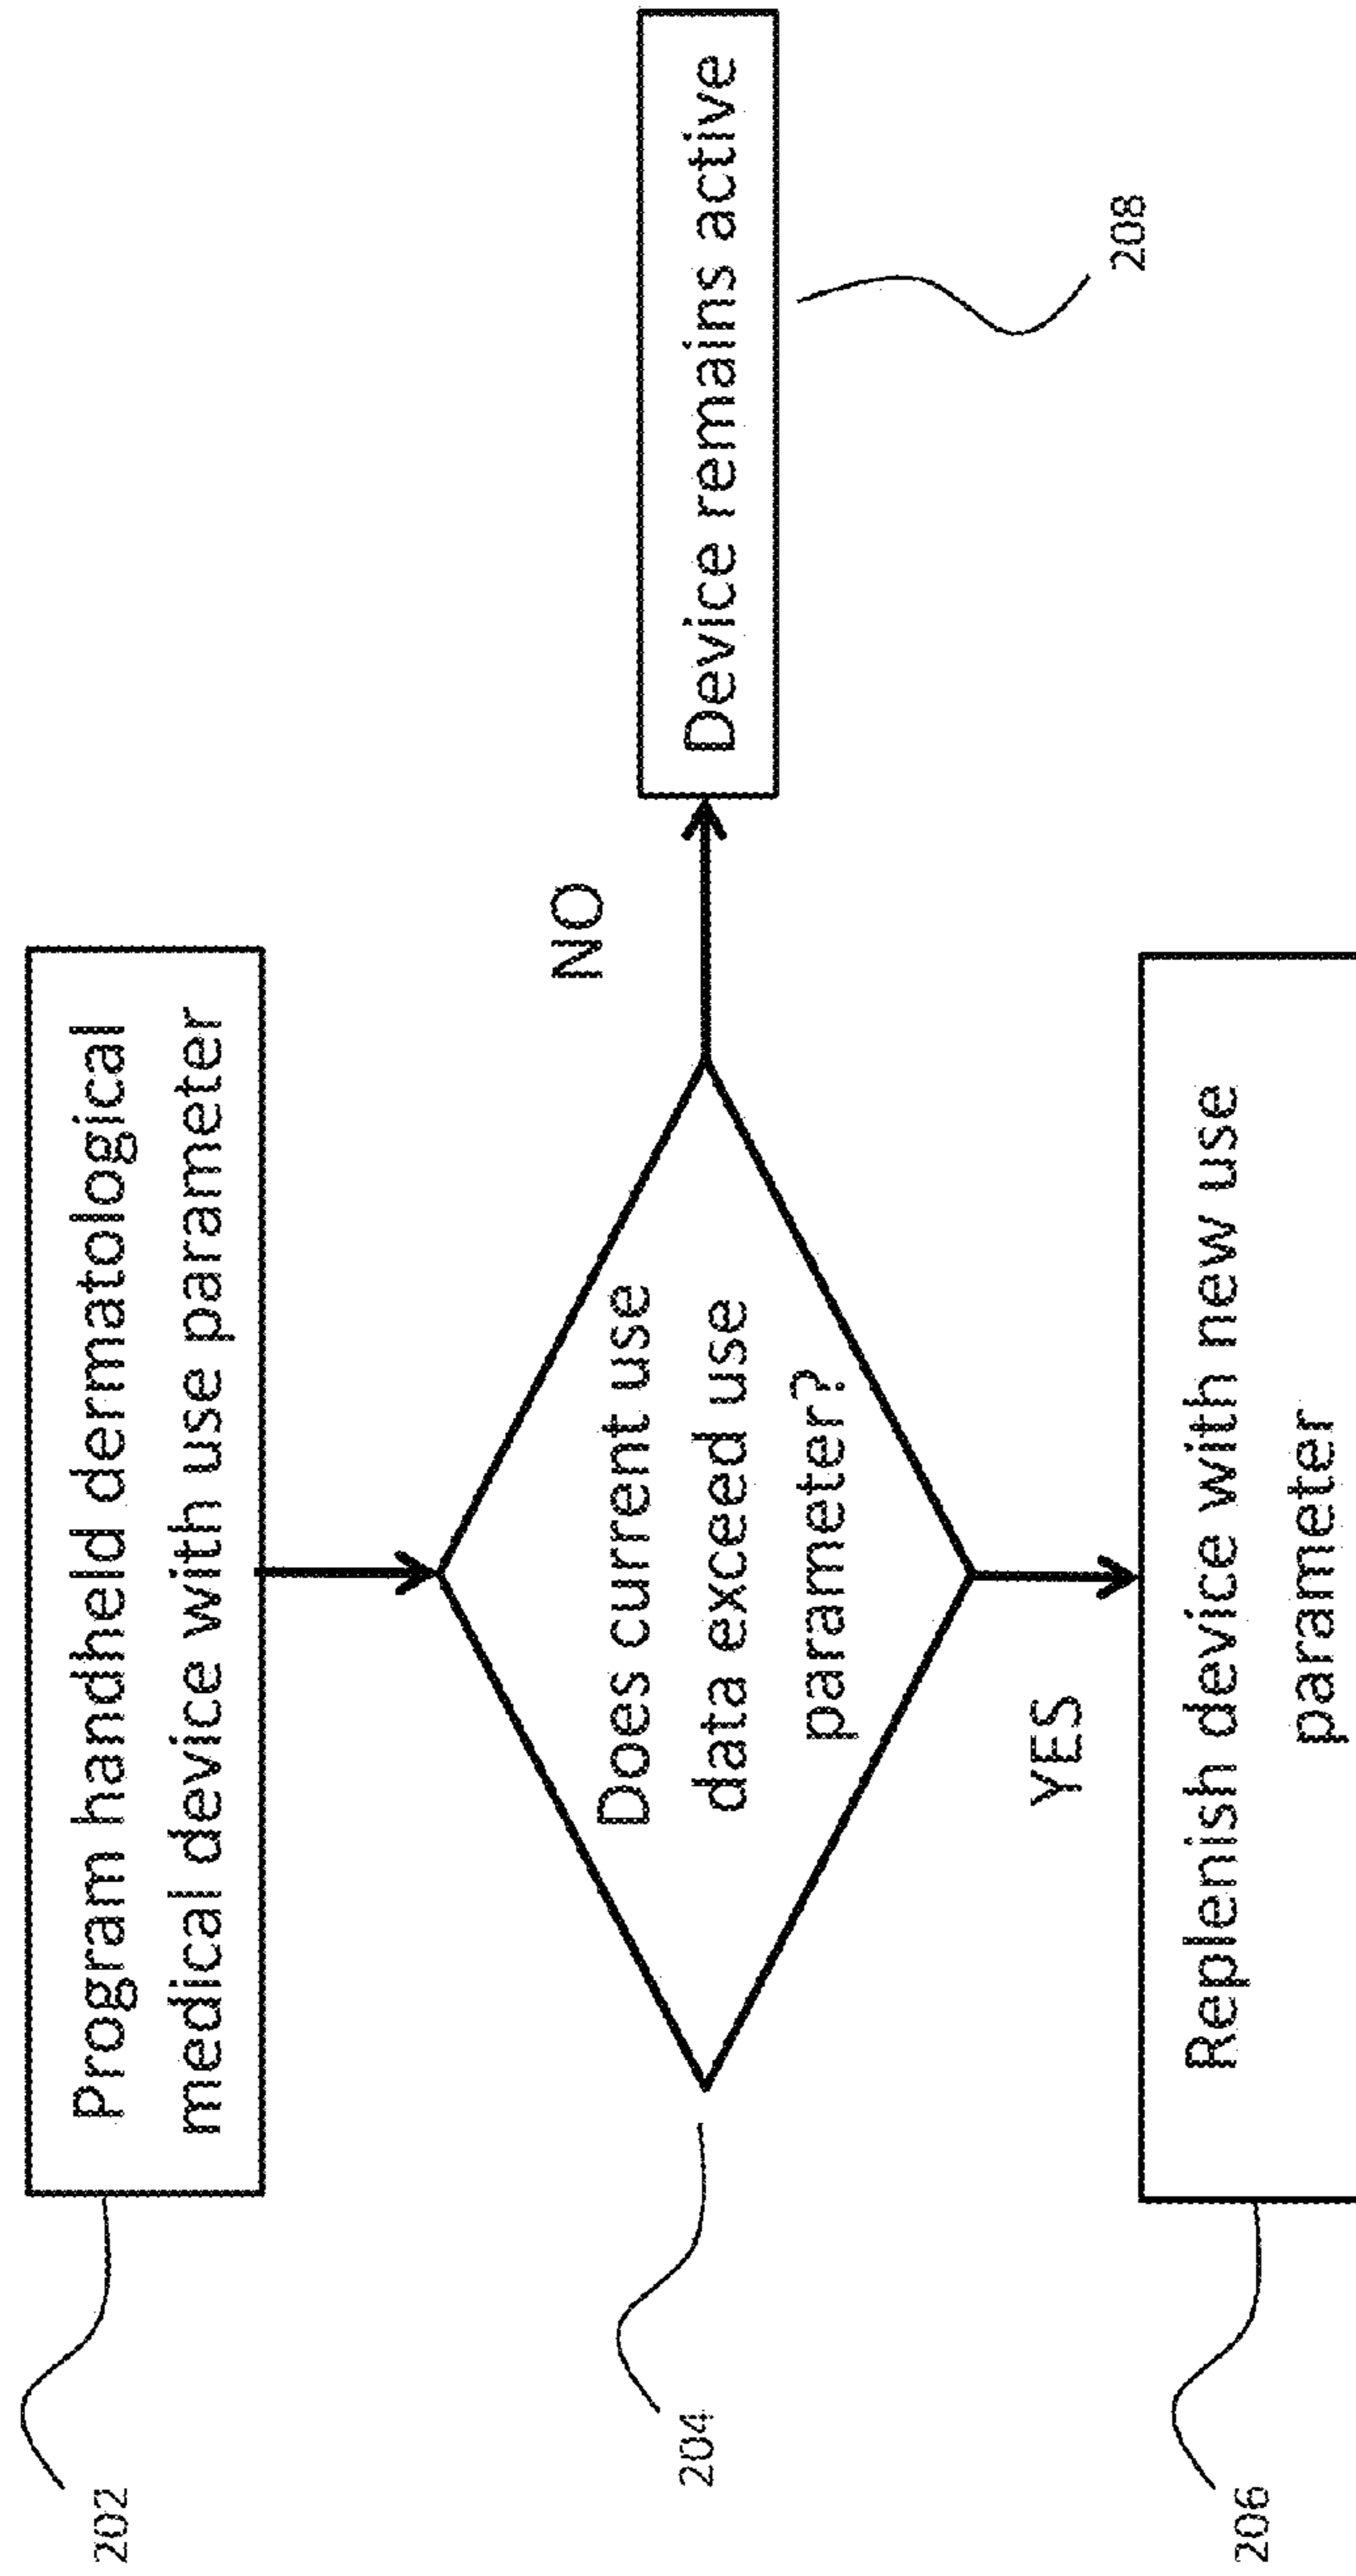 202
Program handheld dermatological
medical device with use parameter
204
Does current use
data exceed use
parameter?
NO
Device remains active
208
YES
206
Replenish device with new use
parameter